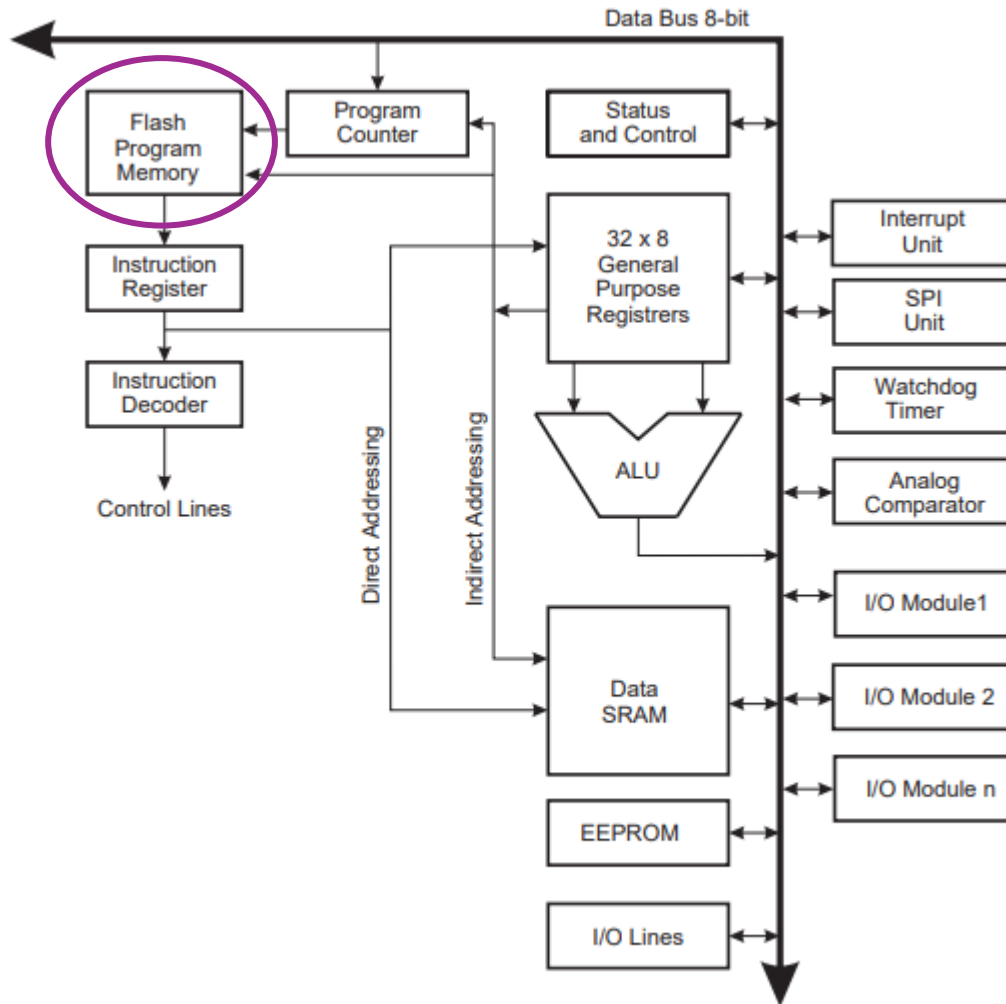 Data Bus 8-bit
Flash
Program
Memory
Program
Counter
Status
and Control
Instruction
Register
32 x 8
General
Purpose
Registrers
Interrupt
Unit
SPI
Unit
Instruction
Decoder
Watchdog
Timer
Control Lines
Direct Addressing
Indirect Addressing
ALU
Analog
Comparator
I/O Module1
Data
SRAM
I/O Module 2
I/O Module n
EEPROM
I/O Lines